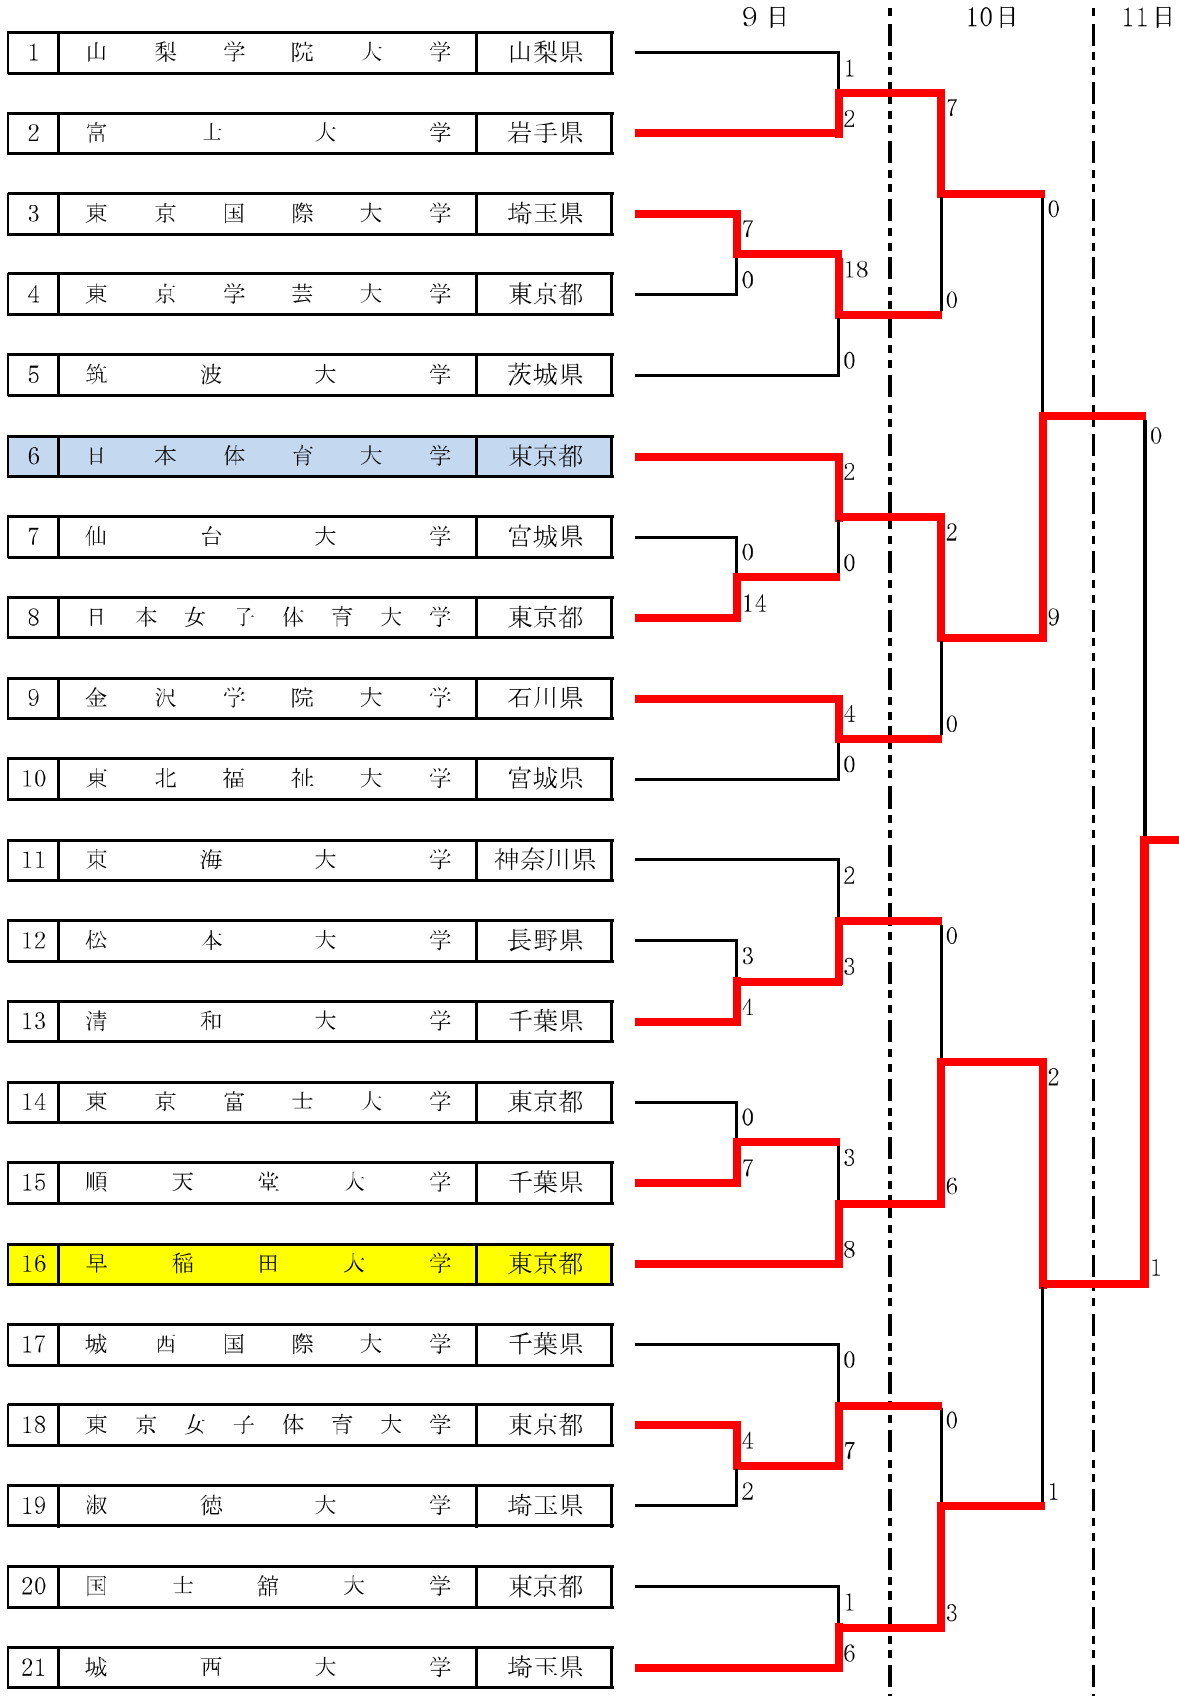 9日 10日 11日
1 山梨学院大学 山梨県
1
2 富士大学 岩手県
2
7
3 東京国際大学 埼玉県
7
0
4 東京学芸大学 東京都
0
18
0
5 筑波大学 茨城県
0
6 日本体育大学 東京都
2
0
7 仙台大学 宮城県
0
0
2
8 日本女子体育大学 東京都
14
9
9 金沢学院大学 石川県
4
0
10 東北福祉大学 宮城県
0
11 東海大学 神奈川県
2
12 松本大学 長野県
3
3
0
13 清和大学 千葉県
4
14 東京富士大学 東京都
0
2
15 順天堂大学 千葉県
7
3
6
16 早稲田大学 東京都
8
1
17 城西国際大学 千葉県
0
18 東京女子体育大学 東京都
4
7
0
19 淑徳大学 埼玉県
2
1
20 国士舘大学 東京都
1
3
21 城西大学 埼玉県
6